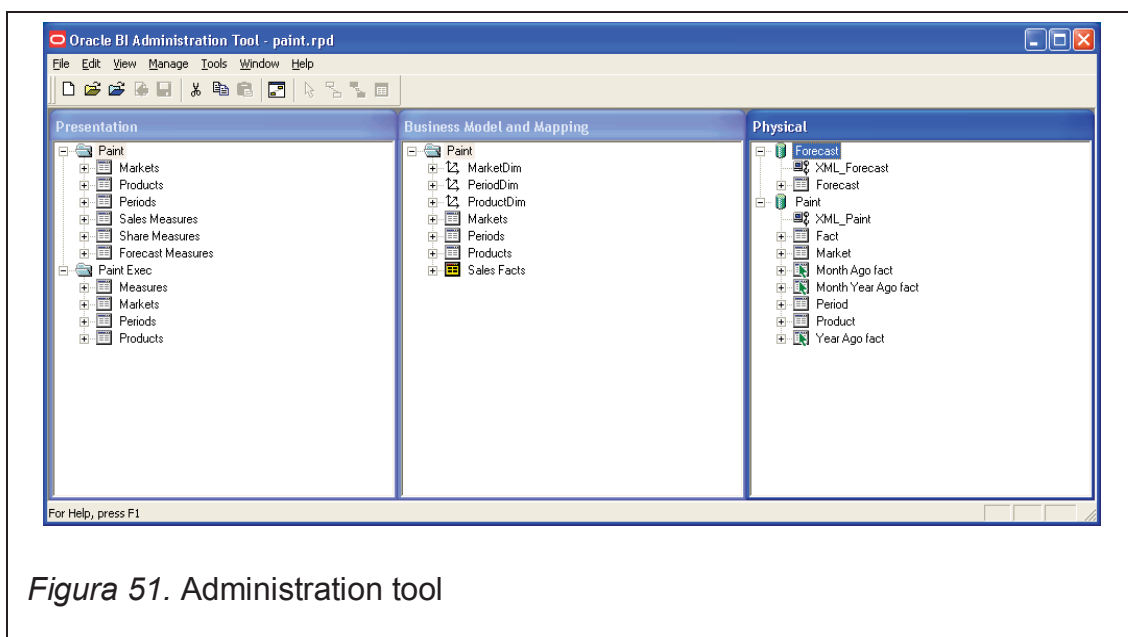 Oracle BI Administration Tool - paint.rpd
File Edit View Manage Tools Window Help
Presentation
Paint
Markets
Products
Periods
Sales Measures
Share Measures
Forecast Measures
Paint Exec
Measures
Markets
Periods
Products
Business Model and Mapping
Paint
MarketDim
PeriodDim
ProductDim
Markets
Periods
Products
Sales Facts
Physical
Forecast
XML_Forecast
Forecast
Paint
XML_Paint
Fact
Market
Month Ago fact
Month Year Ago fact
Period
Product
Year Ago fact
For Help, press F1
Figura 51. Administration tool